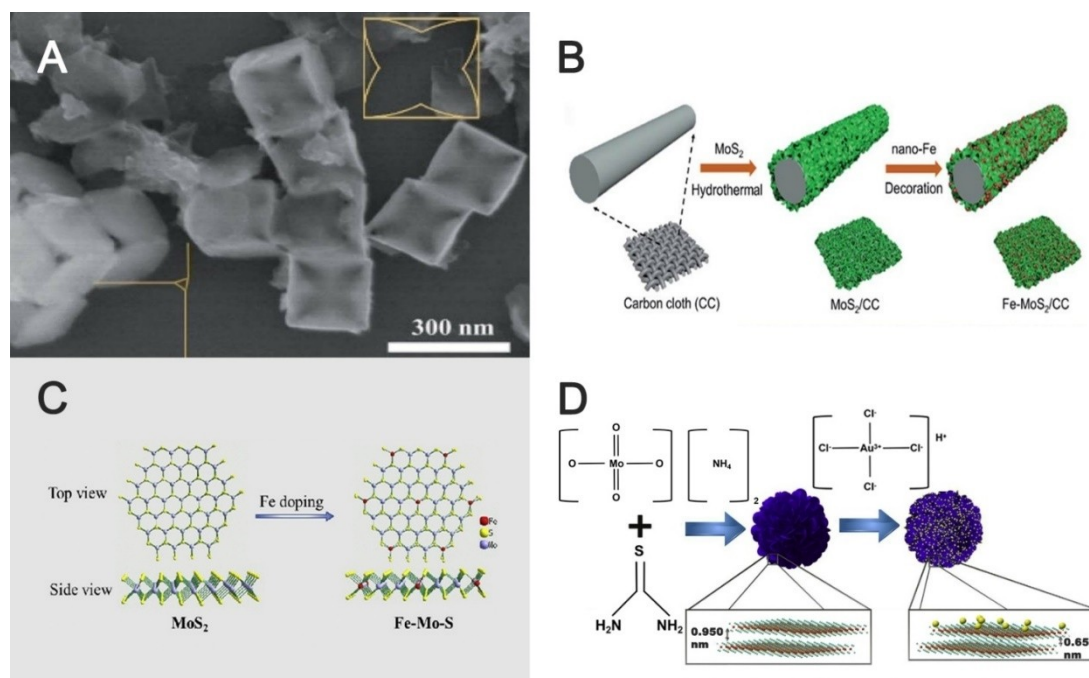 A
300 nm
B
MoS2
Hydrothermal
nano-Fe
Decoration
Carbon cloth (CC)
MoS2/CC
Fe-MoS2/CC
C
Top view
Fe doping
Fe
S
Mo
Side view
MoS2
Fe-Mo-S
D
O
O Mo O
O
NH4
2
+
S
H2N NH2
Cl-
Cl- Au3+ Cl-
Cl-
H+
0.950
nm
0.65
nm